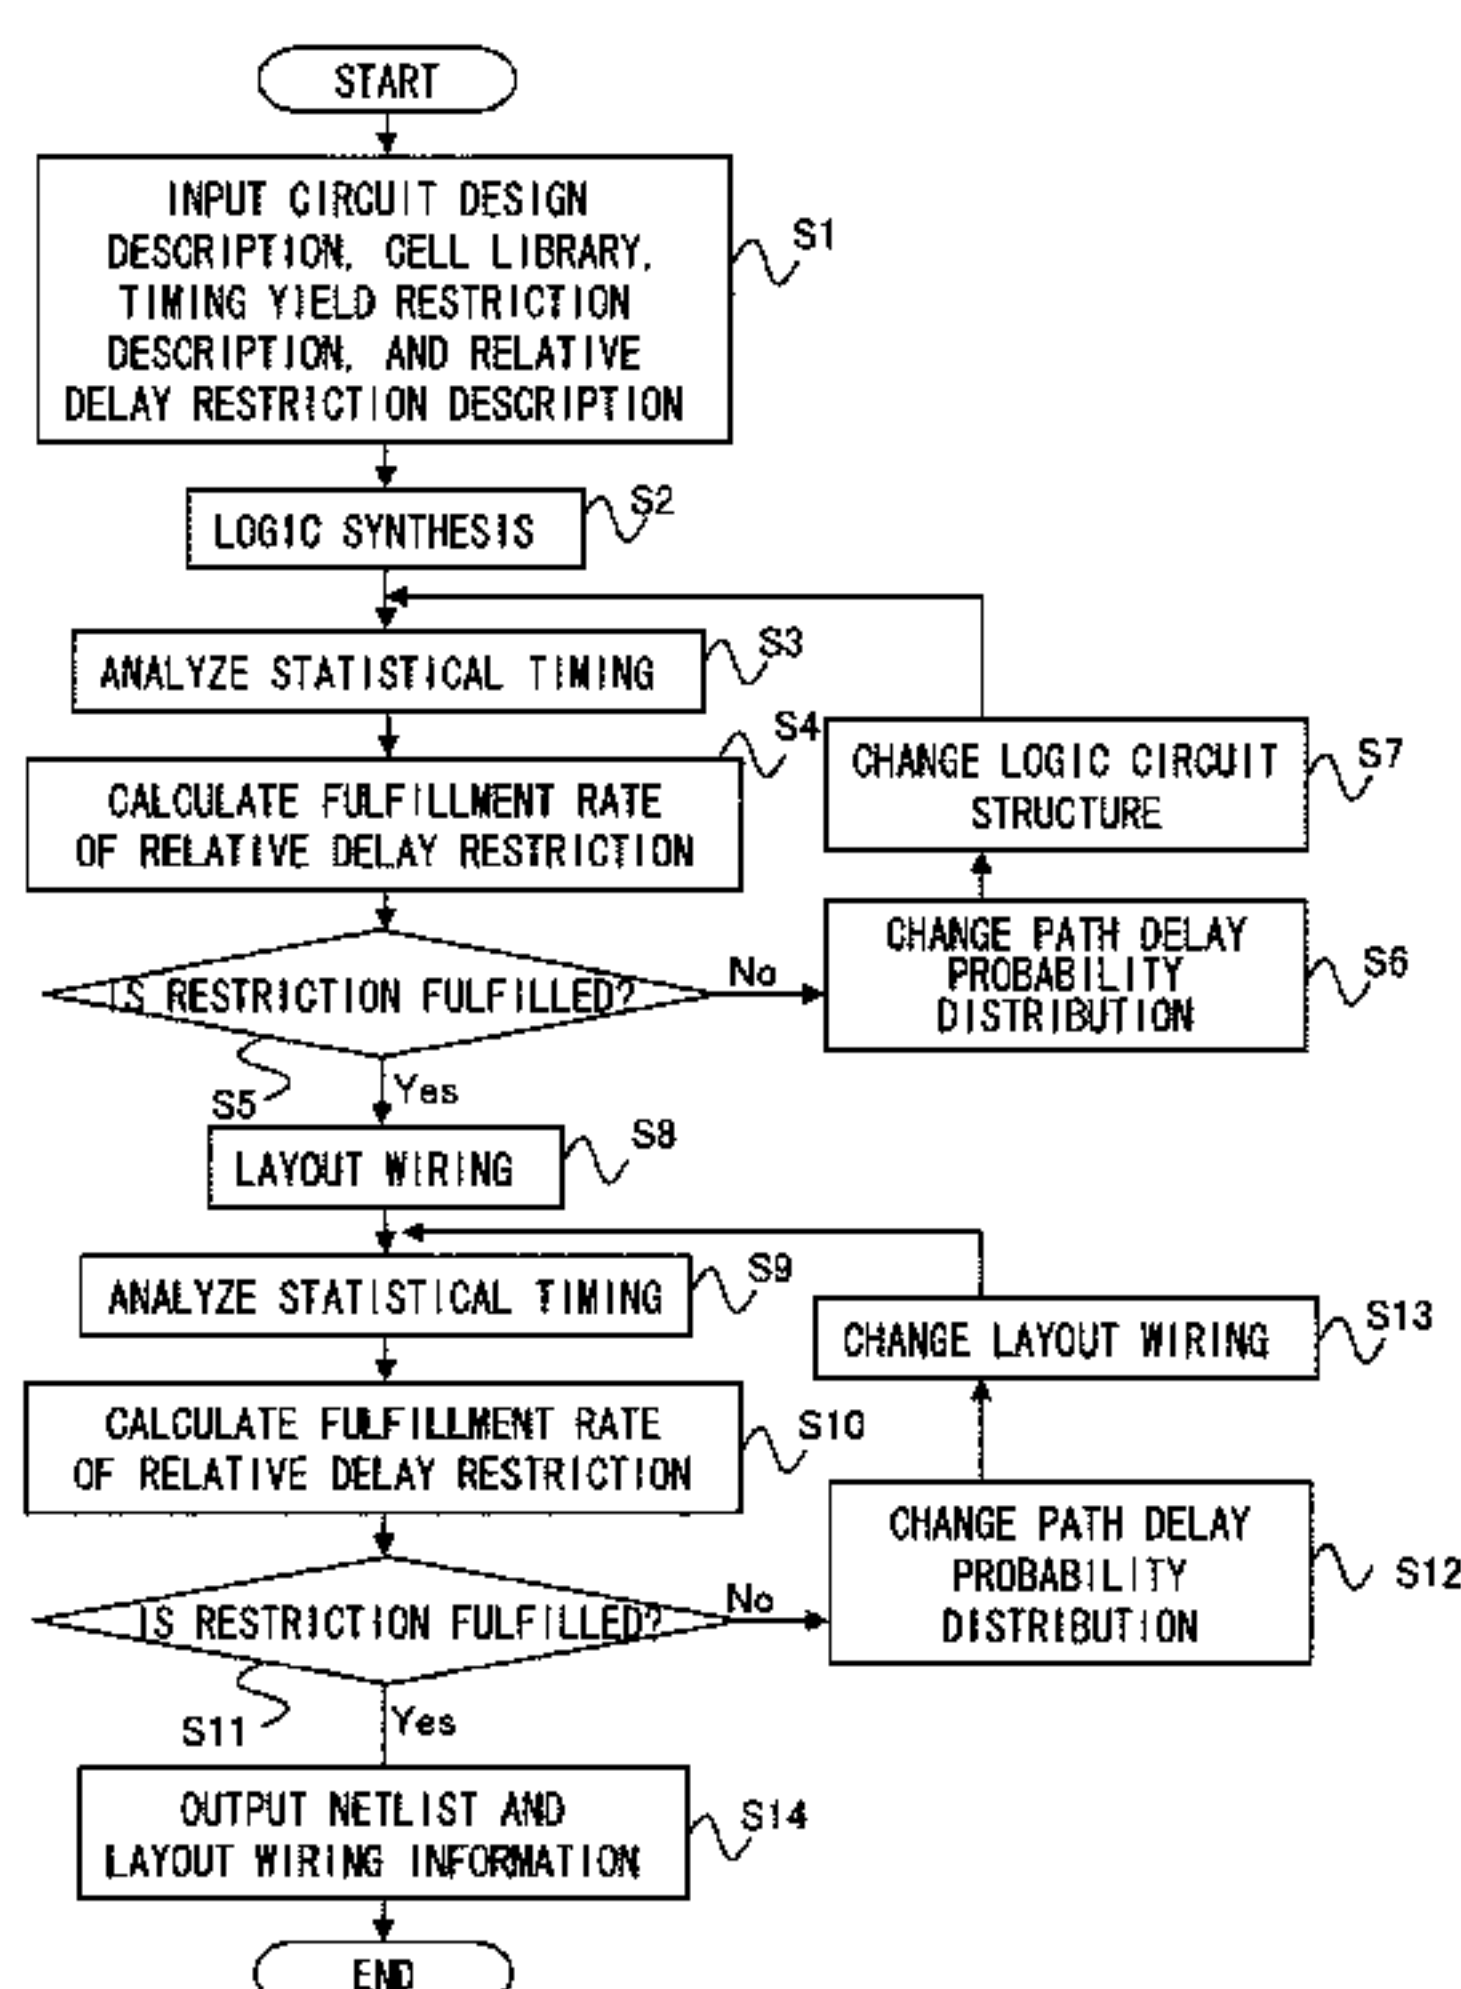 START
INPUT CIRCUIT DESIGN
DESCRIPTION, CELL LIBRARY,
TIMING YIELD RESTRICTION
DESCRIPTION, AND RELATIVE
DELAY RESTRICTION DESCRIPTION
S1
LOGIC SYNTHESIS
S2
ANALYZE STATISTICAL TIMING
S3
CALCULATE FULFILLMENT RATE
OF RELATIVE DELAY RESTRICTION
S4
IS RESTRICTION FULFILLED?
S5
No
CHANGE PATH DELAY
PROBABILITY
DISTRIBUTION
S6
CHANGE LOGIC CIRCUIT
STRUCTURE
S7
Yes
LAYOUT WIRING
S8
ANALYZE STATISTICAL TIMING
S9
CALCULATE FULFILLMENT RATE
OF RELATIVE DELAY RESTRICTION
S10
IS RESTRICTION FULFILLED?
S11
No
CHANGE PATH DELAY
PROBABILITY
DISTRIBUTION
S12
CHANGE LAYOUT WIRING
S13
Yes
OUTPUT NETLIST AND
LAYOUT WIRING INFORMATION
S14
END